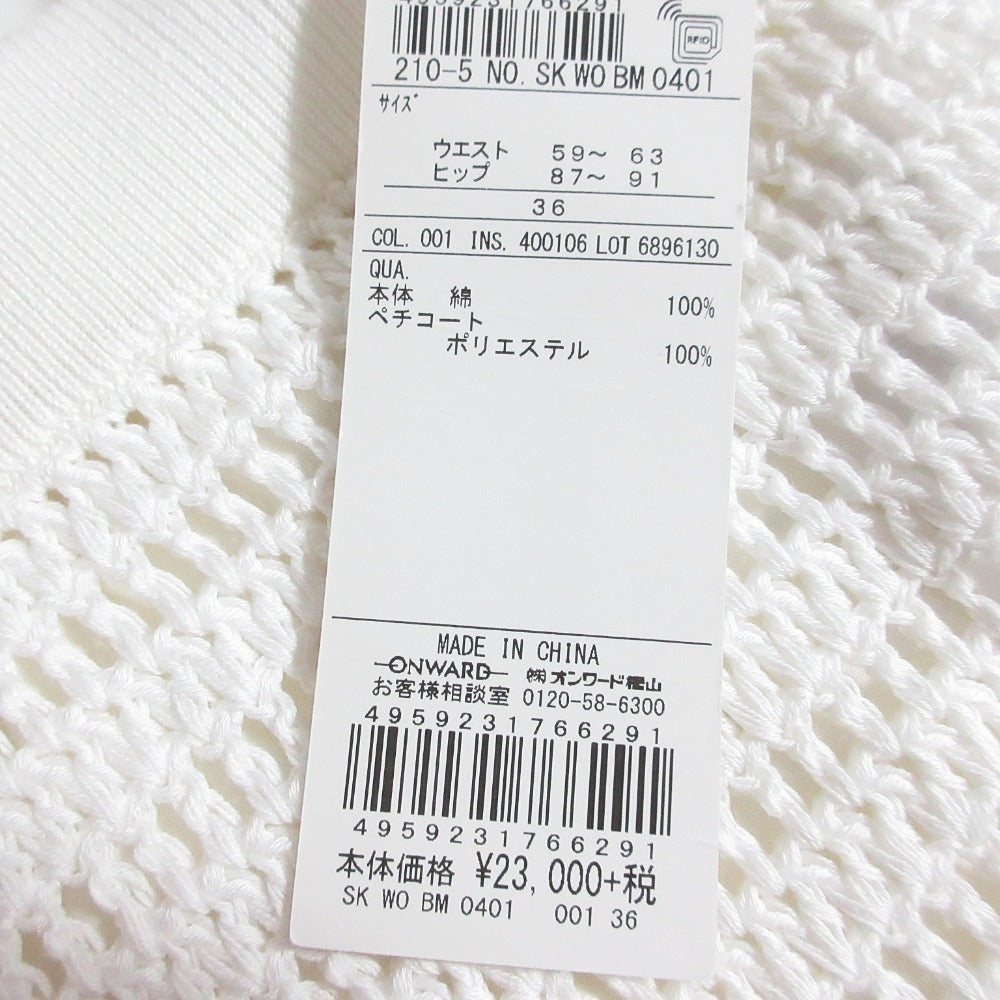 4959231766291
RFID
210-5 NO. SK WO BM 0401
サイズ
ウエスト 59～ 63
ヒップ 87～ 91
36
COL. 001 INS. 400106 LOT 6896130
QUA.
本体 綿 100%
ペチコート
ポリエステル 100%
MADE IN CHINA
ONWARD ㈱オンワード樫山
お客様相談室 0120-58-6300
4959231766291
4959231766291
本体価格 ¥23,000+税
SK WO BM 0401 001 36